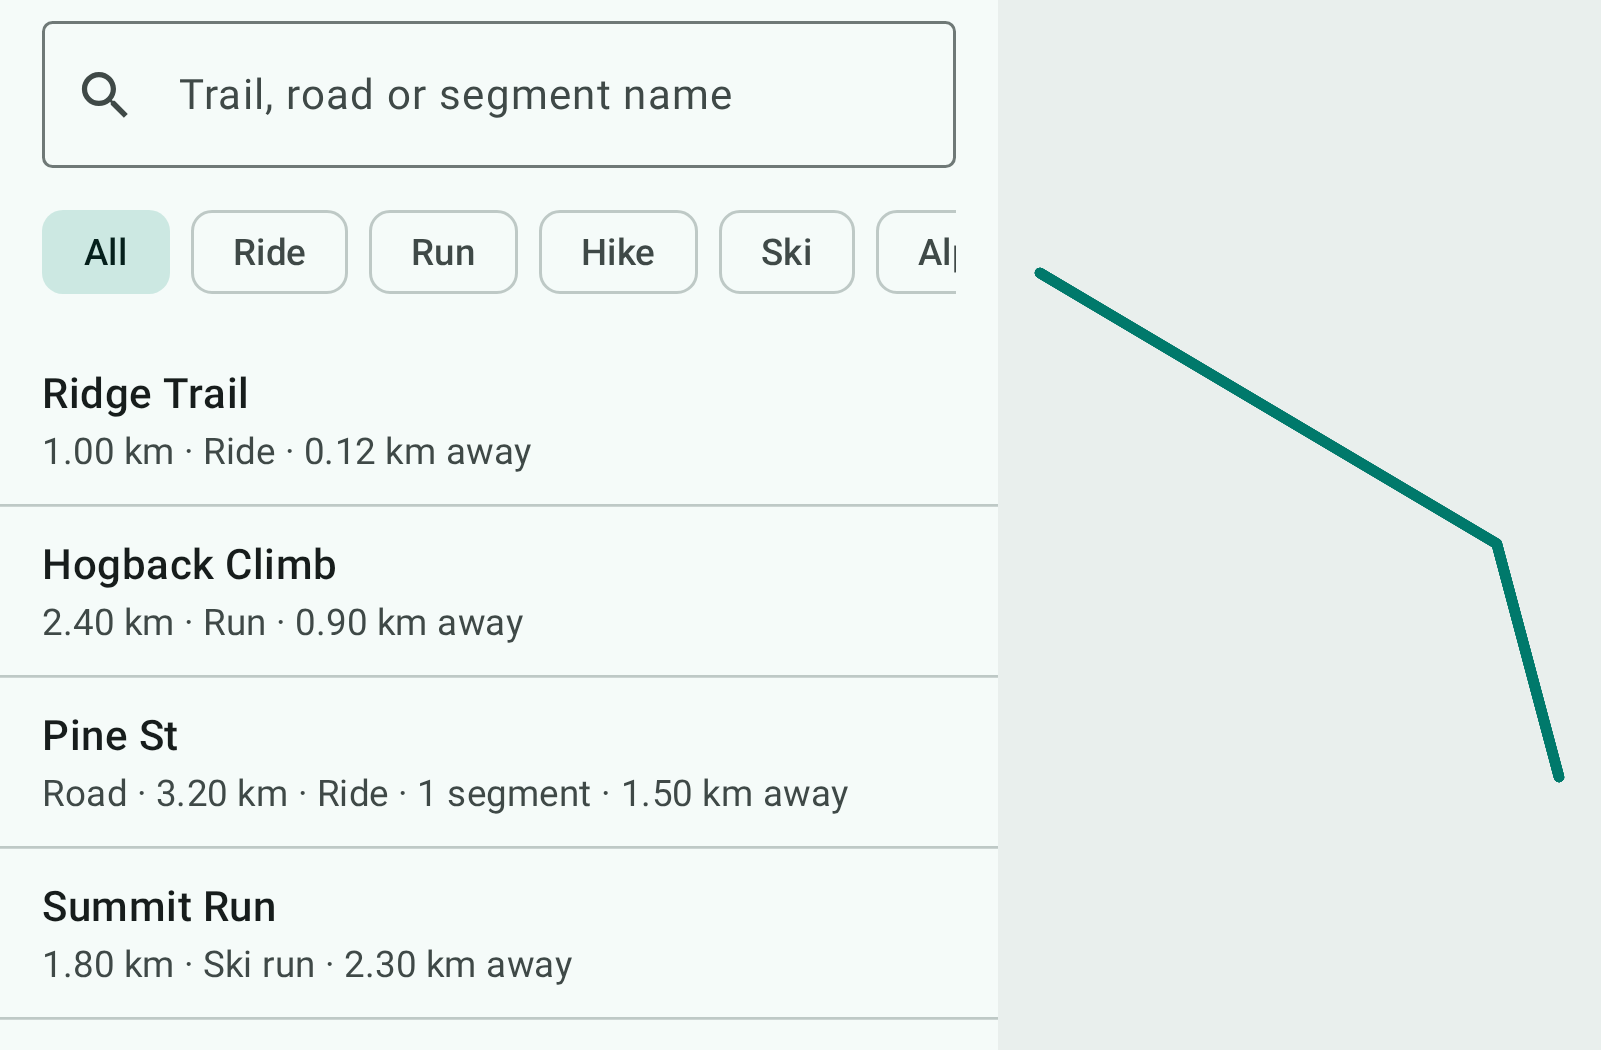 Trail, road or segment name
All Ride Run Hike Ski
Ridge Trail
1.00 km · Ride · 0.12 km away
Hogback Climb
2.40 km · Run · 0.90 km away
Pine St
Road · 3.20 km · Ride · 1 segment · 1.50 km away
Summit Run
1.80 km · Ski run · 2.30 km away